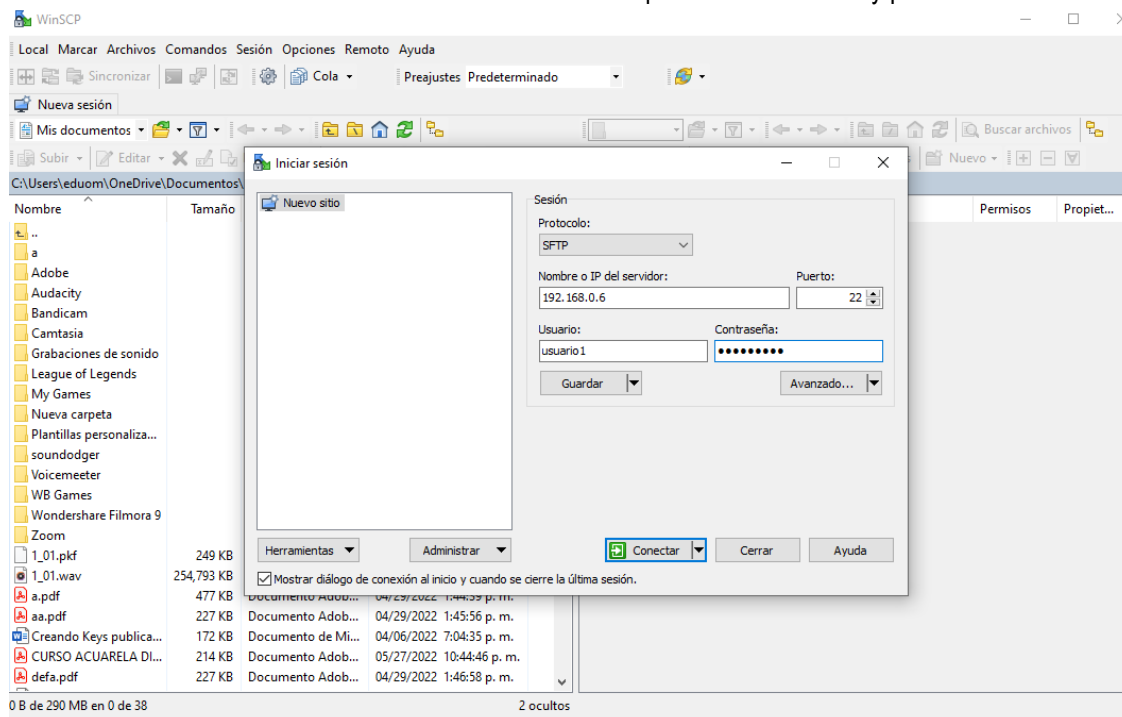 WinSCP
Local Marcar Archivos Comandos Sesión Opciones Remoto Ayuda
Sincronizar Cola Preajustes Predeterminado
Nueva sesión
Mis documentos Buscar archivos
Subir Editar Nuevo
C:\Users\eduom\OneDrive\Documentos\
Nombre Tamaño Permisos Propiet...
..
a
Adobe
Audacity
Bandicam
Camtasia
Grabaciones de sonido
League of Legends
My Games
Nueva carpeta
Plantillas personaliza...
soundodger
Voicemeeter
WB Games
Wondershare Filmora 9
Zoom
1_01.pkf 249 KB
1_01.wav 254,793 KB
a.pdf 477 KB Documento Adob... 04/29/2022 1:44:59 p. m.
aa.pdf 227 KB Documento Adob... 04/29/2022 1:45:56 p. m.
Creando Keys publica... 172 KB Documento de Mi... 04/06/2022 7:04:35 p. m.
CURSO ACUARELA DI... 214 KB Documento Adob... 05/27/2022 10:44:46 p. m.
defa.pdf 227 KB Documento Adob... 04/29/2022 1:46:58 p. m.
0 B de 290 MB en 0 de 38 2 ocultos
Iniciar sesión
Nuevo sitio
Sesión
Protocolo:
SFTP
Nombre o IP del servidor: Puerto:
192.168.0.6 22
Usuario: Contraseña:
usuario1 •••••••••
Guardar Avanzado...
Herramientas Administrar Conectar Cerrar Ayuda
Mostrar diálogo de conexión al inicio y cuando se cierre la última sesión.